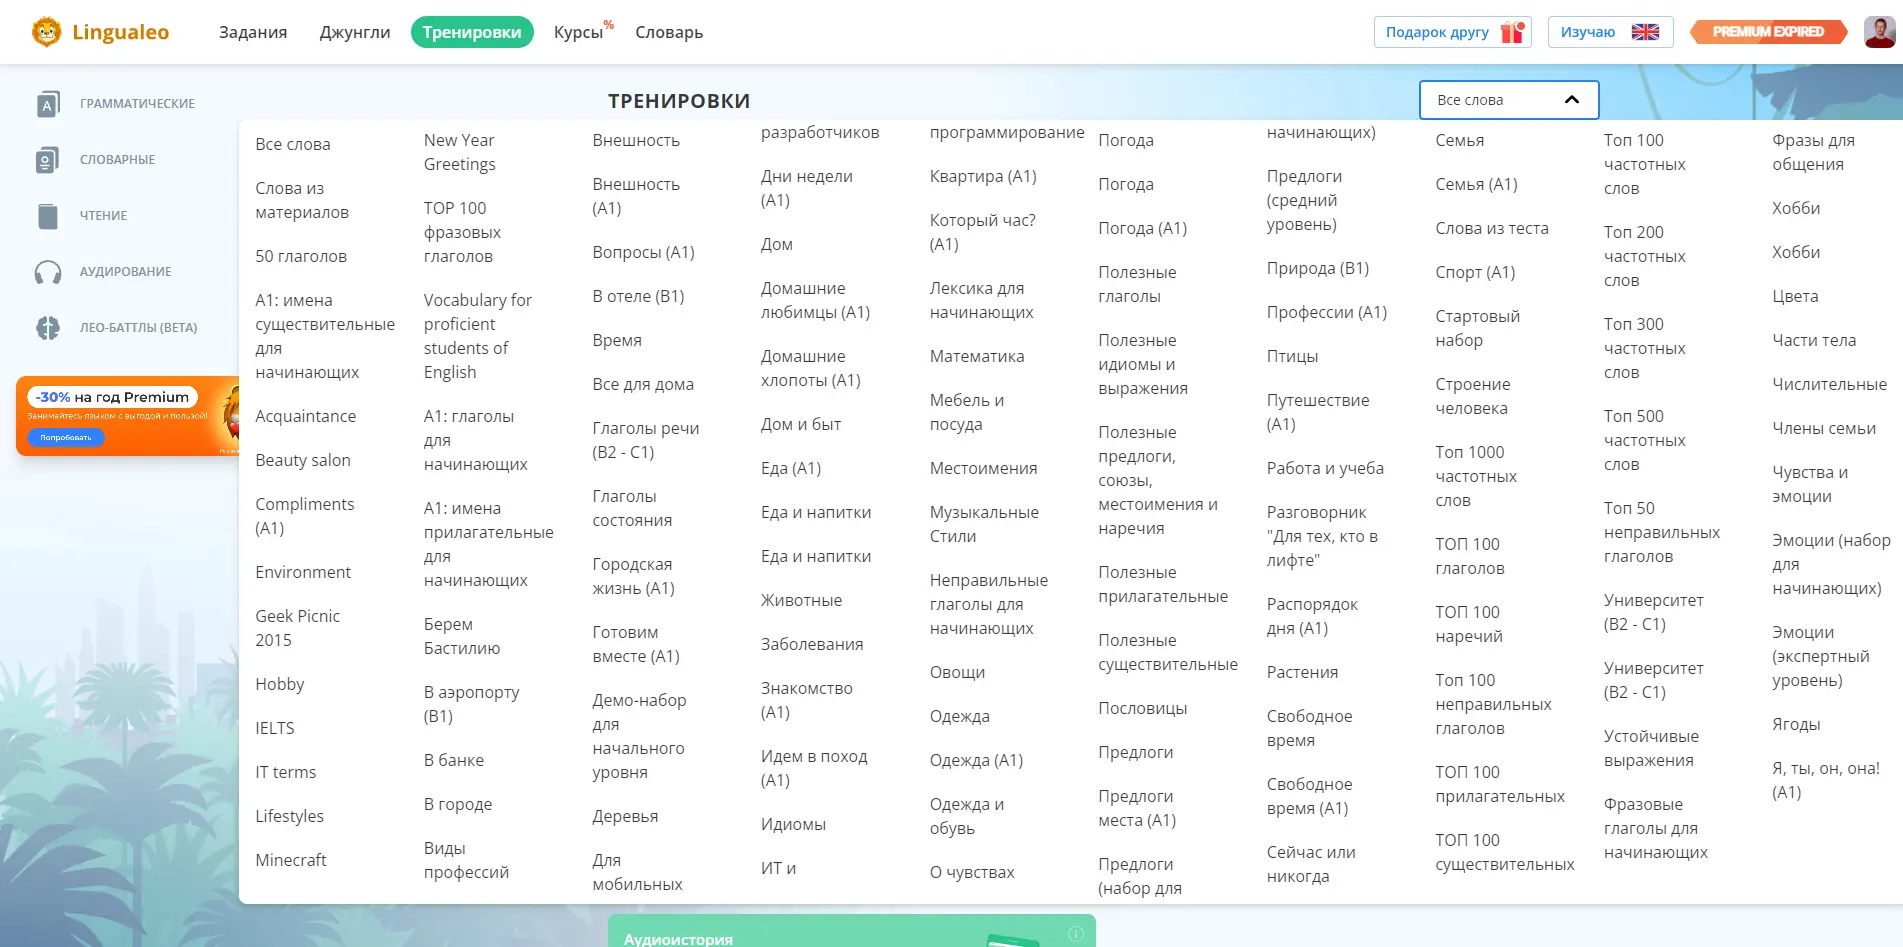 Lingualeo
Задания
Джунгли
Тренировки
Курсы %
Словарь
Подарок другу
Изучаю
PREMIUM EXPIRED
ГРАММАТИЧЕСКИЕ
СЛОВАРНЫЕ
ЧТЕНИЕ
АУДИРОВАНИЕ
ЛЕО-БАТТЛЫ (BETA)
-30% на год Premium
Занимайтесь языком с выгодой и пользой!
Попробовать
ТРЕНИРОВКИ
Все слова
Все слова
Слова из
материалов
50 глаголов
A1: имена
существительные
для
начинающих
Acquaintance
Beauty salon
Compliments
(A1)
Environment
Geek Picnic
2015
Hobby
IELTS
IT terms
Lifestyles
Minecraft
New Year
Greetings
TOP 100
фразовых
глаголов
Vocabulary for
proficient
students of
English
А1: глаголы
для
начинающих
А1: имена
прилагательные
для
начинающих
Берем
Бастилию
В аэропорту
(B1)
В банке
В городе
Виды
профессий
Внешность
Внешность
(A1)
Вопросы (A1)
В отеле (B1)
Время
Все для дома
Глаголы речи
(B2 - C1)
Глаголы
состояния
Городская
жизнь (A1)
Готовим
вместе (A1)
Демо-набор
для
начального
уровня
Деревья
Для
мобильных
разработчиков
Дни недели
(A1)
Дом
Домашние
любимцы (A1)
Домашние
хлопоты (A1)
Дом и быт
Еда (A1)
Еда и напитки
Еда и напитки
Животные
Заболевания
Знакомство
(A1)
Идем в поход
(A1)
Идиомы
ИТ и
программирование
Квартира (A1)
Который час?
(A1)
Лексика для
начинающих
Математика
Мебель и
посуда
Местоимения
Музыкальные
Стили
Неправильные
глаголы для
начинающих
Овощи
Одежда
Одежда (A1)
Одежда и
обувь
О чувствах
Погода
Погода
Погода (A1)
Полезные
глаголы
Полезные
идиомы и
выражения
Полезные
предлоги,
союзы,
местоимения и
наречия
Полезные
прилагательные
Полезные
существительные
Пословицы
Предлоги
Предлоги
места (A1)
Предлоги
(набор для
начинающих)
Предлоги
(средний
уровень)
Природа (B1)
Профессии (A1)
Птицы
Путешествие
(A1)
Работа и учеба
Разговорник
"Для тех, кто в
лифте"
Распорядок
дня (A1)
Растения
Свободное
время
Свободное
время (A1)
Сейчас или
никогда
Семья
Семья (A1)
Слова из теста
Спорт (A1)
Стартовый
набор
Строение
человека
Топ 1000
частотных
слов
ТОП 100
глаголов
ТОП 100
наречий
Топ 100
неправильных
глаголов
ТОП 100
прилагательных
ТОП 100
существительных
Топ 100
частотных
слов
Топ 200
частотных
слов
Топ 300
частотных
слов
Топ 500
частотных
слов
Топ 50
неправильных
глаголов
Университет
(B2 - C1)
Университет
(B2 - C1)
Устойчивые
выражения
Фразовые
глаголы для
начинающих
Фразы для
общения
Хобби
Хобби
Цвета
Части тела
Числительные
Члены семьи
Чувства и
эмоции
Эмоции (набор
для
начинающих)
Эмоции
(экспертный
уровень)
Ягоды
Я, ты, он, она!
(A1)
Аудиоистория